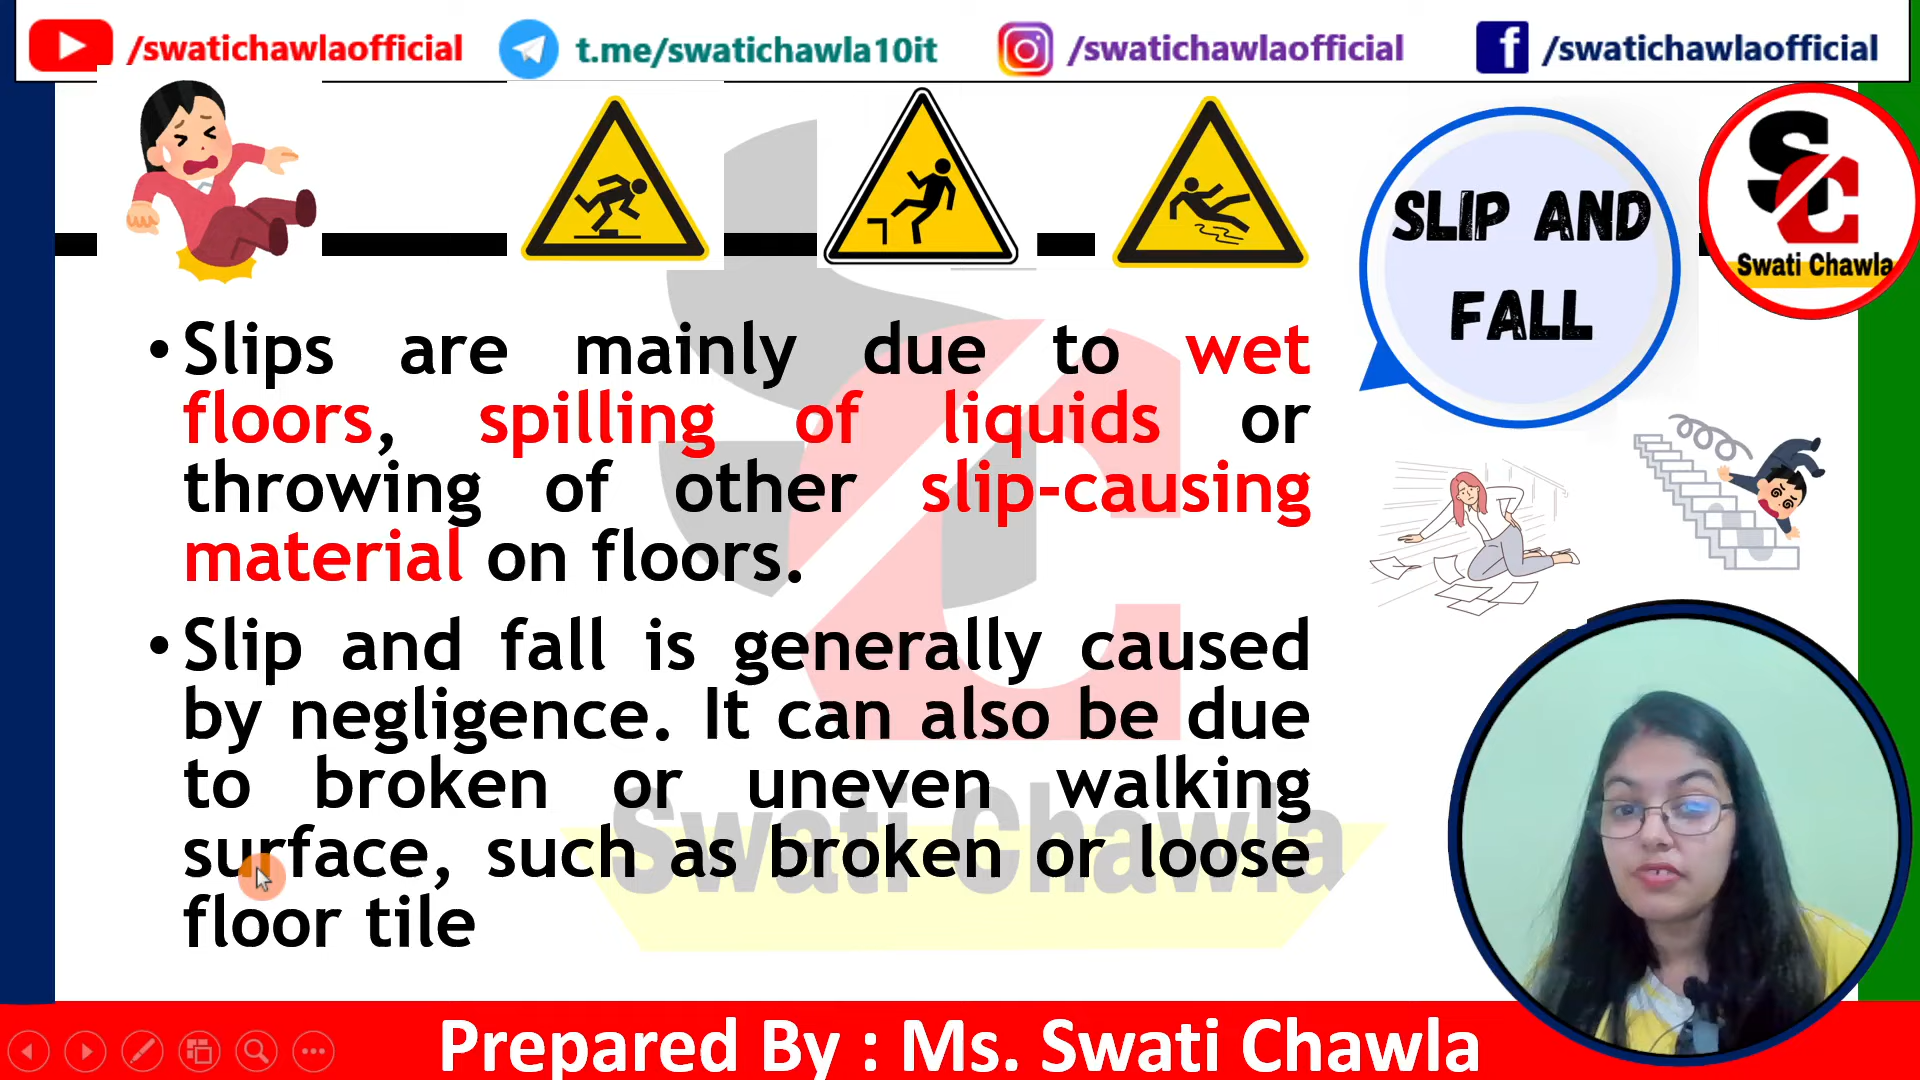 /swatichawlaofficial
t.me/swatichawla10it
/swatichawlaofficial
/swatichawlaofficial
SLIP AND
FALL
SC
Swati Chawla
• Slips are mainly due to wet
floors, spilling of liquids or
throwing of other slip-causing
material on floors.
• Slip and fall is generally caused
by negligence. It can also be due
to broken or uneven walking
surface, such as broken or loose
floor tile
Swati Chawla
Prepared By : Ms. Swati Chawla